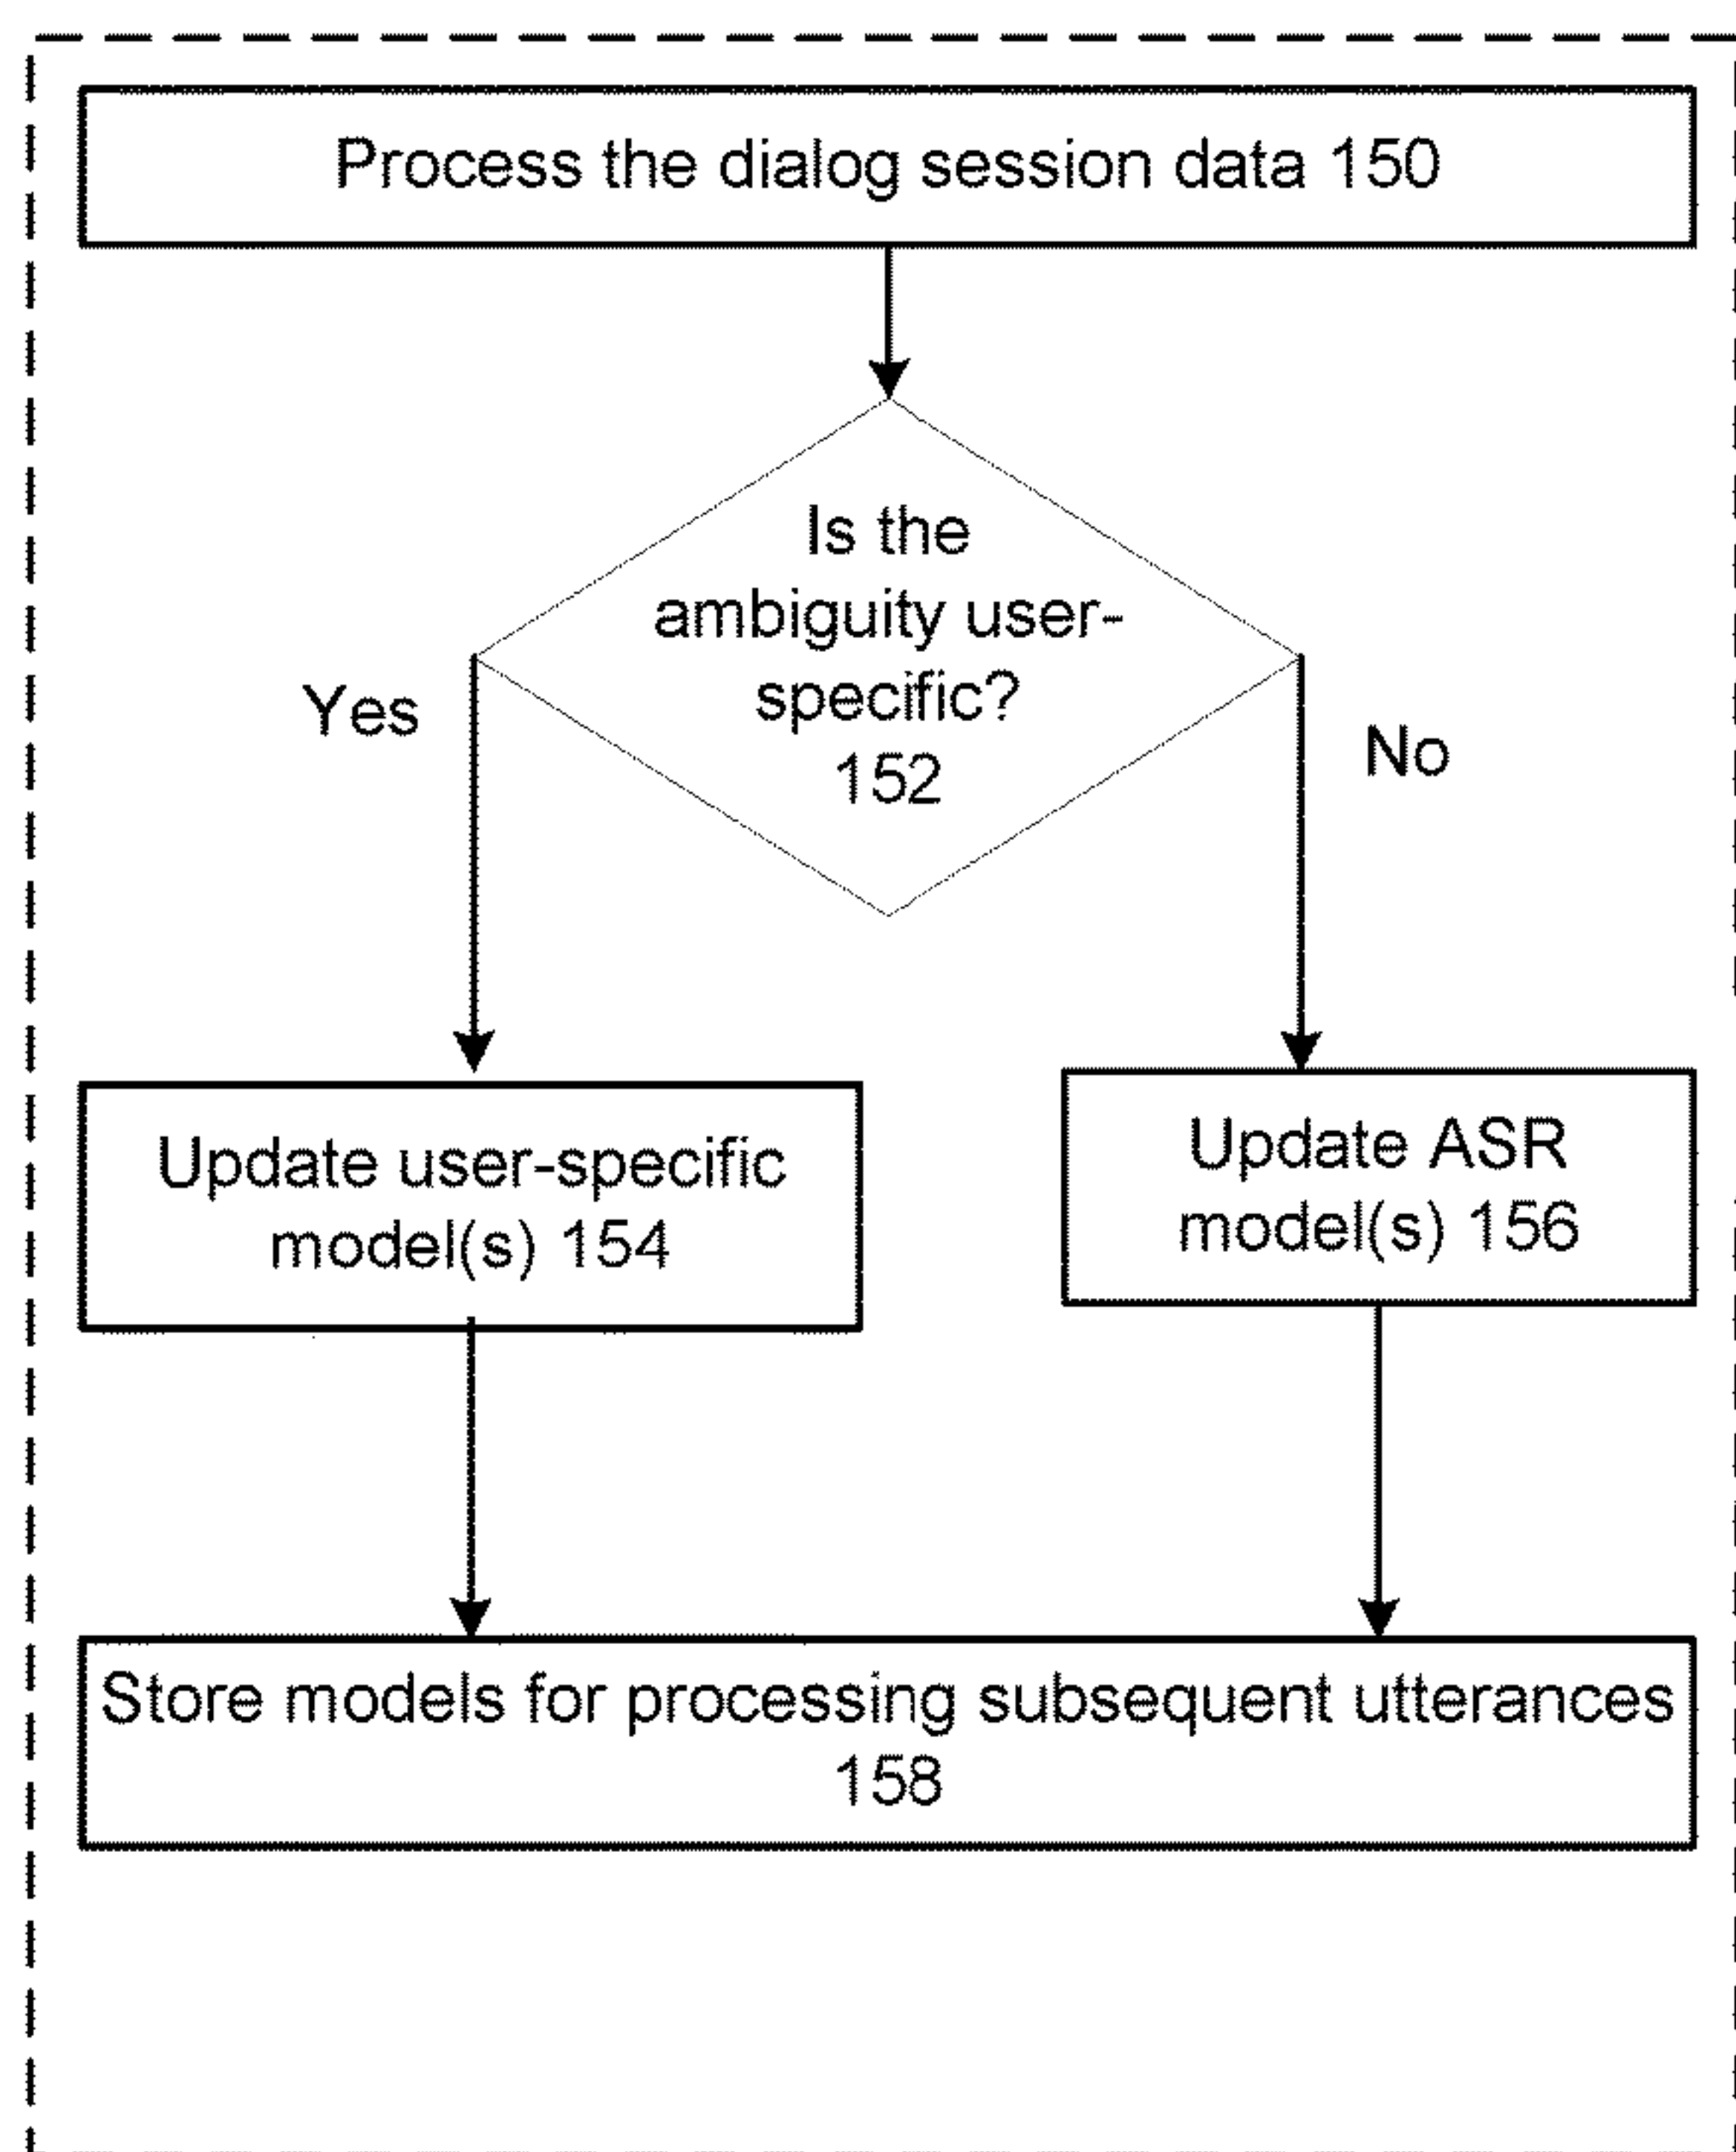 Process the dialog session data 150
Is the
ambiguity user-
specific?
152
Yes
No
Update user-specific
model(s) 154
Update ASR
model(s) 156
Store models for processing subsequent utterances
158